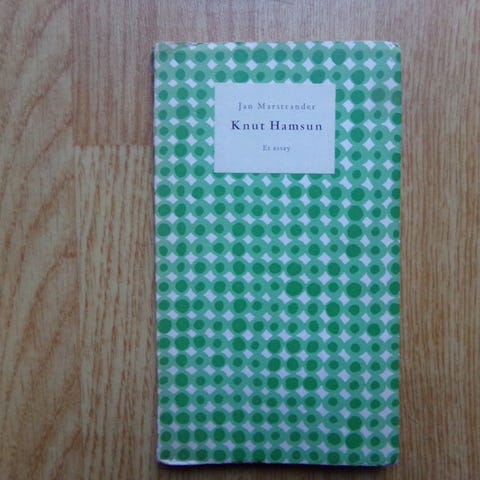 Jan Marstrander
Knut Hamsun
Et essay